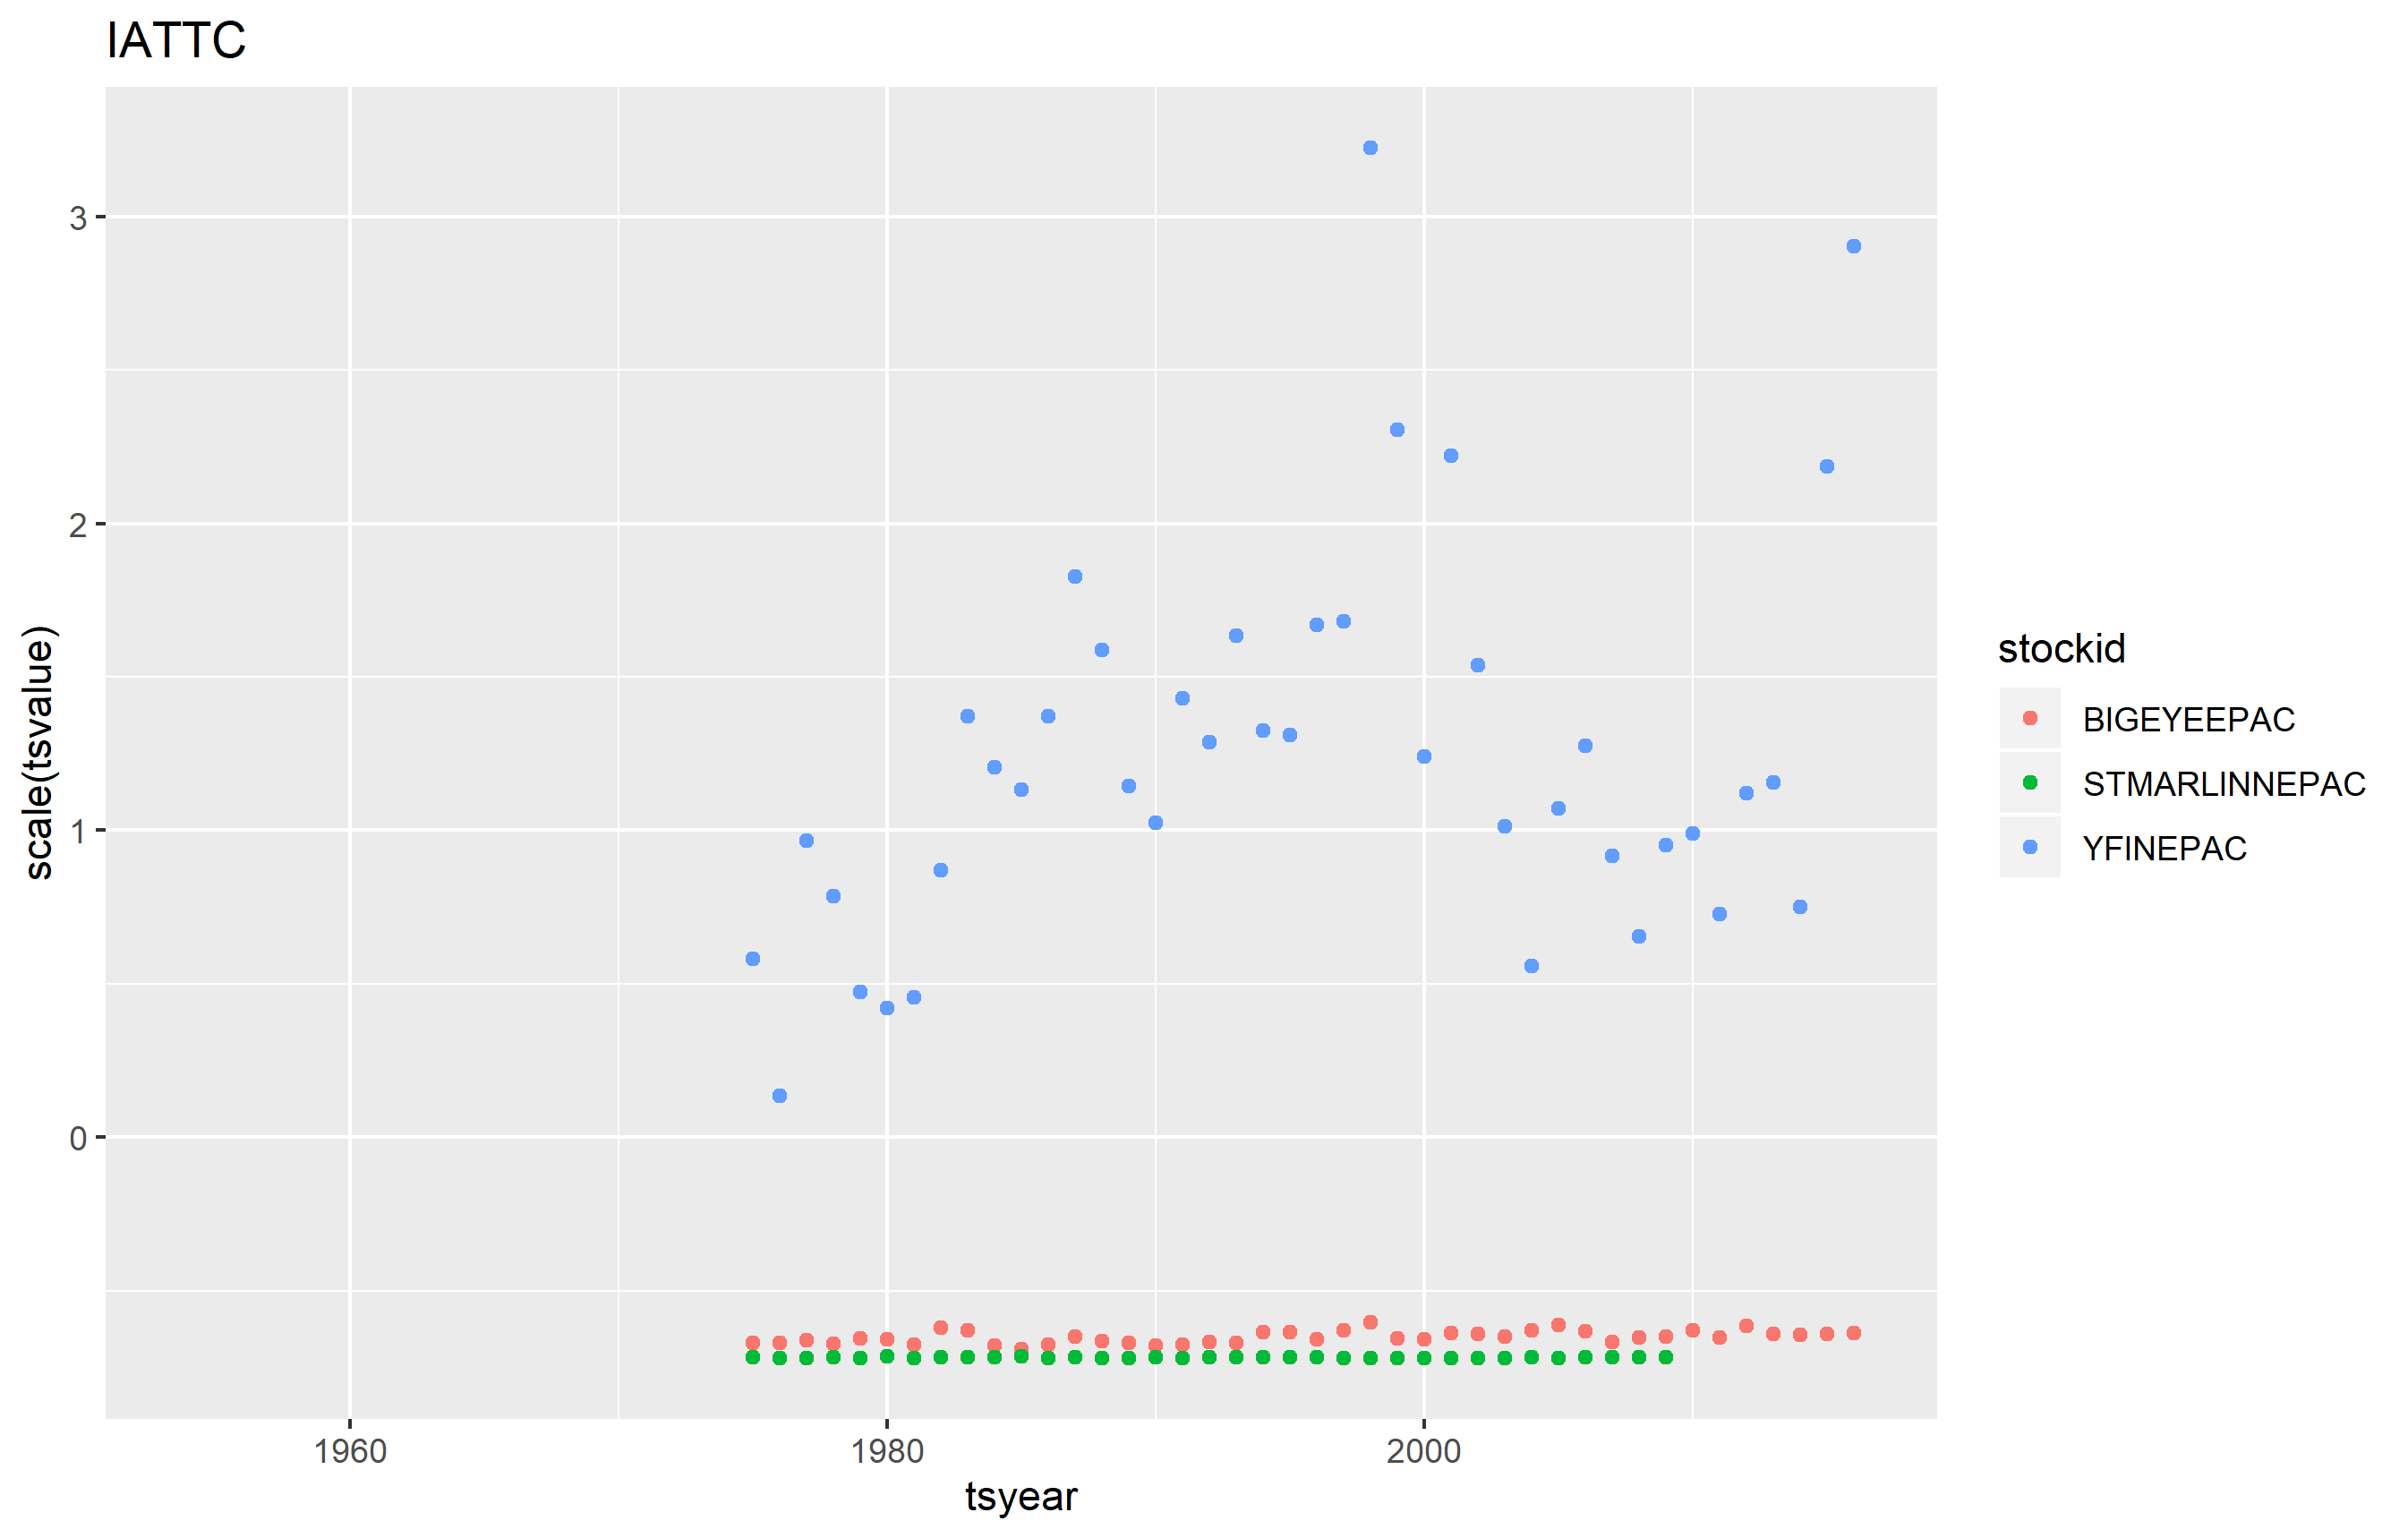 IATTC
3
2
1
0
scale(tsvalue)
1960
1980
2000
tsyear
stockid
BIGEYEEPAC
STMARLINNEPAC
YFINEPAC